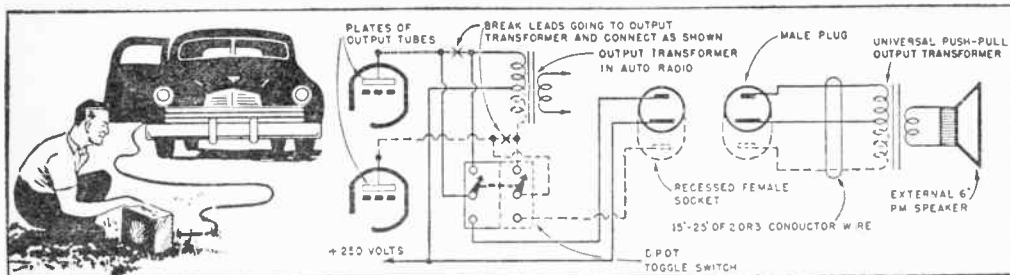 PLATES OF
OUTPUT TUBES
BREAK LEADS GOING TO OUTPUT
TRANSFORMER AND CONNECT AS SHOWN
OUTPUT TRANSFORMER
IN AUTO RADIO
MALE PLUG
UNIVERSAL PUSH-PULL
OUTPUT TRANSFORMER
RECESSED FEMALE
SOCKET
EXTERNAL 6"
PM SPEAKER
15'-25' OF 2 OR 3 CONDUCTOR WIRE
+250 VOLTS
D.P.D.T
TOGGLE SWITCH